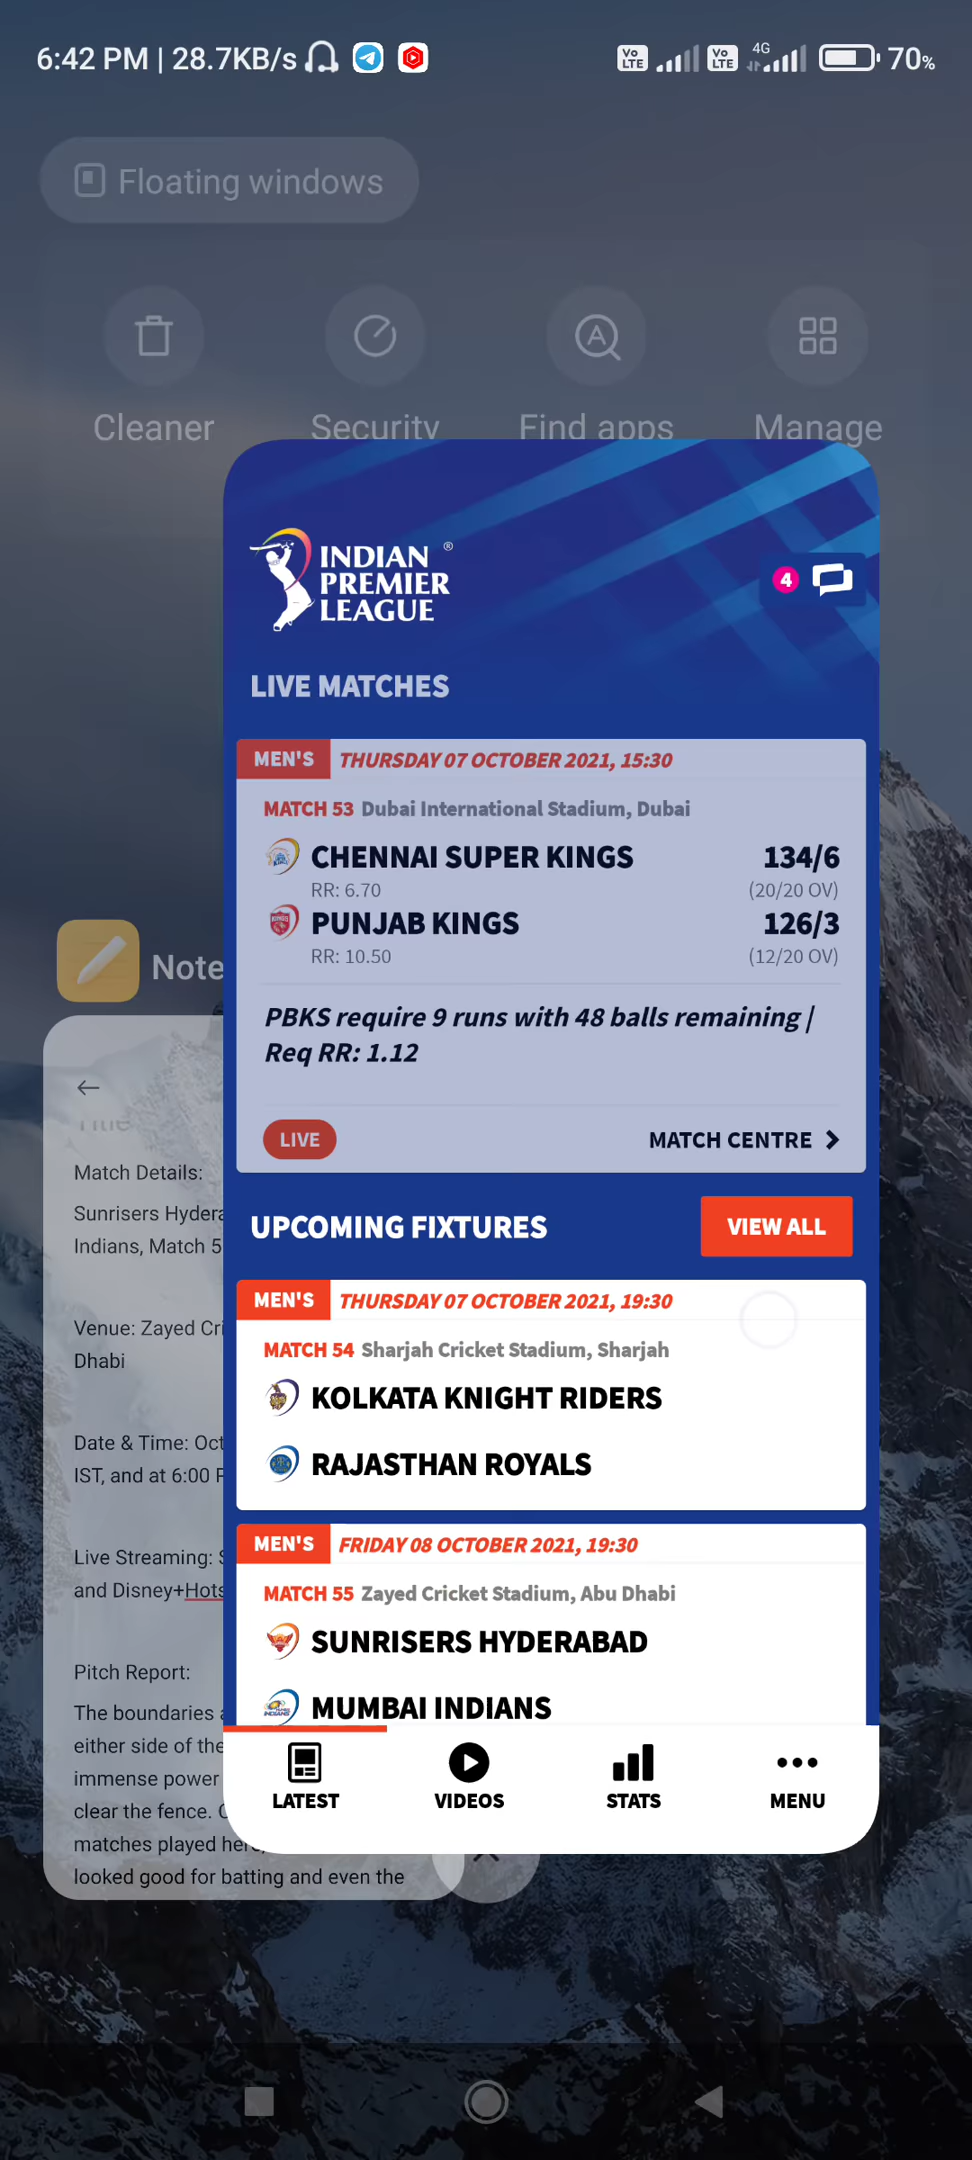 6:42 PM | 28.7KB/s
Vo LTE
Vo LTE
4G
70%
Floating windows
Cleaner
Security
Find apps
Manage
INDIAN
PREMIER
LEAGUE
®
4
LIVE MATCHES
MEN'S THURSDAY 07 OCTOBER 2021, 15:30
MATCH 53 Dubai International Stadium, Dubai
CHENNAI SUPER KINGS 134/6
RR: 6.70 (20/20 OV)
PUNJAB KINGS 126/3
RR: 10.50 (12/20 OV)
PBKS require 9 runs with 48 balls remaining |
Req RR: 1.12
LIVE
MATCH CENTRE
UPCOMING FIXTURES
VIEW ALL
MEN'S THURSDAY 07 OCTOBER 2021, 19:30
MATCH 54 Sharjah Cricket Stadium, Sharjah
KOLKATA KNIGHT RIDERS
RAJASTHAN ROYALS
MEN'S FRIDAY 08 OCTOBER 2021, 19:30
MATCH 55 Zayed Cricket Stadium, Abu Dhabi
SUNRISERS HYDERABAD
MUMBAI INDIANS
LATEST
VIDEOS
STATS
MENU
Note
Title
Match Details:
Sunrisers Hydera
Indians, Match 5
Venue: Zayed Cri
Dhabi
Date & Time: Oct
IST, and at 6:00
Live Streaming:
and Disney+Hots
Pitch Report:
The boundaries
either side of the
immense power
clear the fence.
matches played here,
looked good for batting and even the